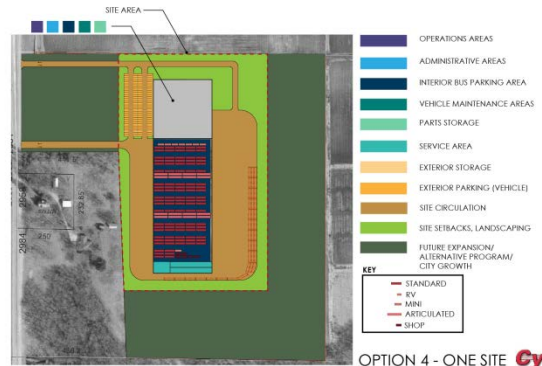 SITE AREA
OPERATIONS AREAS
ADMINISTRATIVE AREAS
INTERIOR BUS PARKING AREA
VEHICLE MAINTENANCE AREAS
PARTS STORAGE
SERVICE AREA
EXTERIOR STORAGE
EXTERIOR PARKING (VEHICLE)
SITE CIRCULATION
SITE SETBACKS, LANDSCAPING
FUTURE EXPANSION/
ALTERNATIVE PROGRAM/
CITY GROWTH
KEY
STANDARD
RV
MINI
ARTICULATED
SHOP
2984
250
OPTION 4 - ONE SITE
Cy